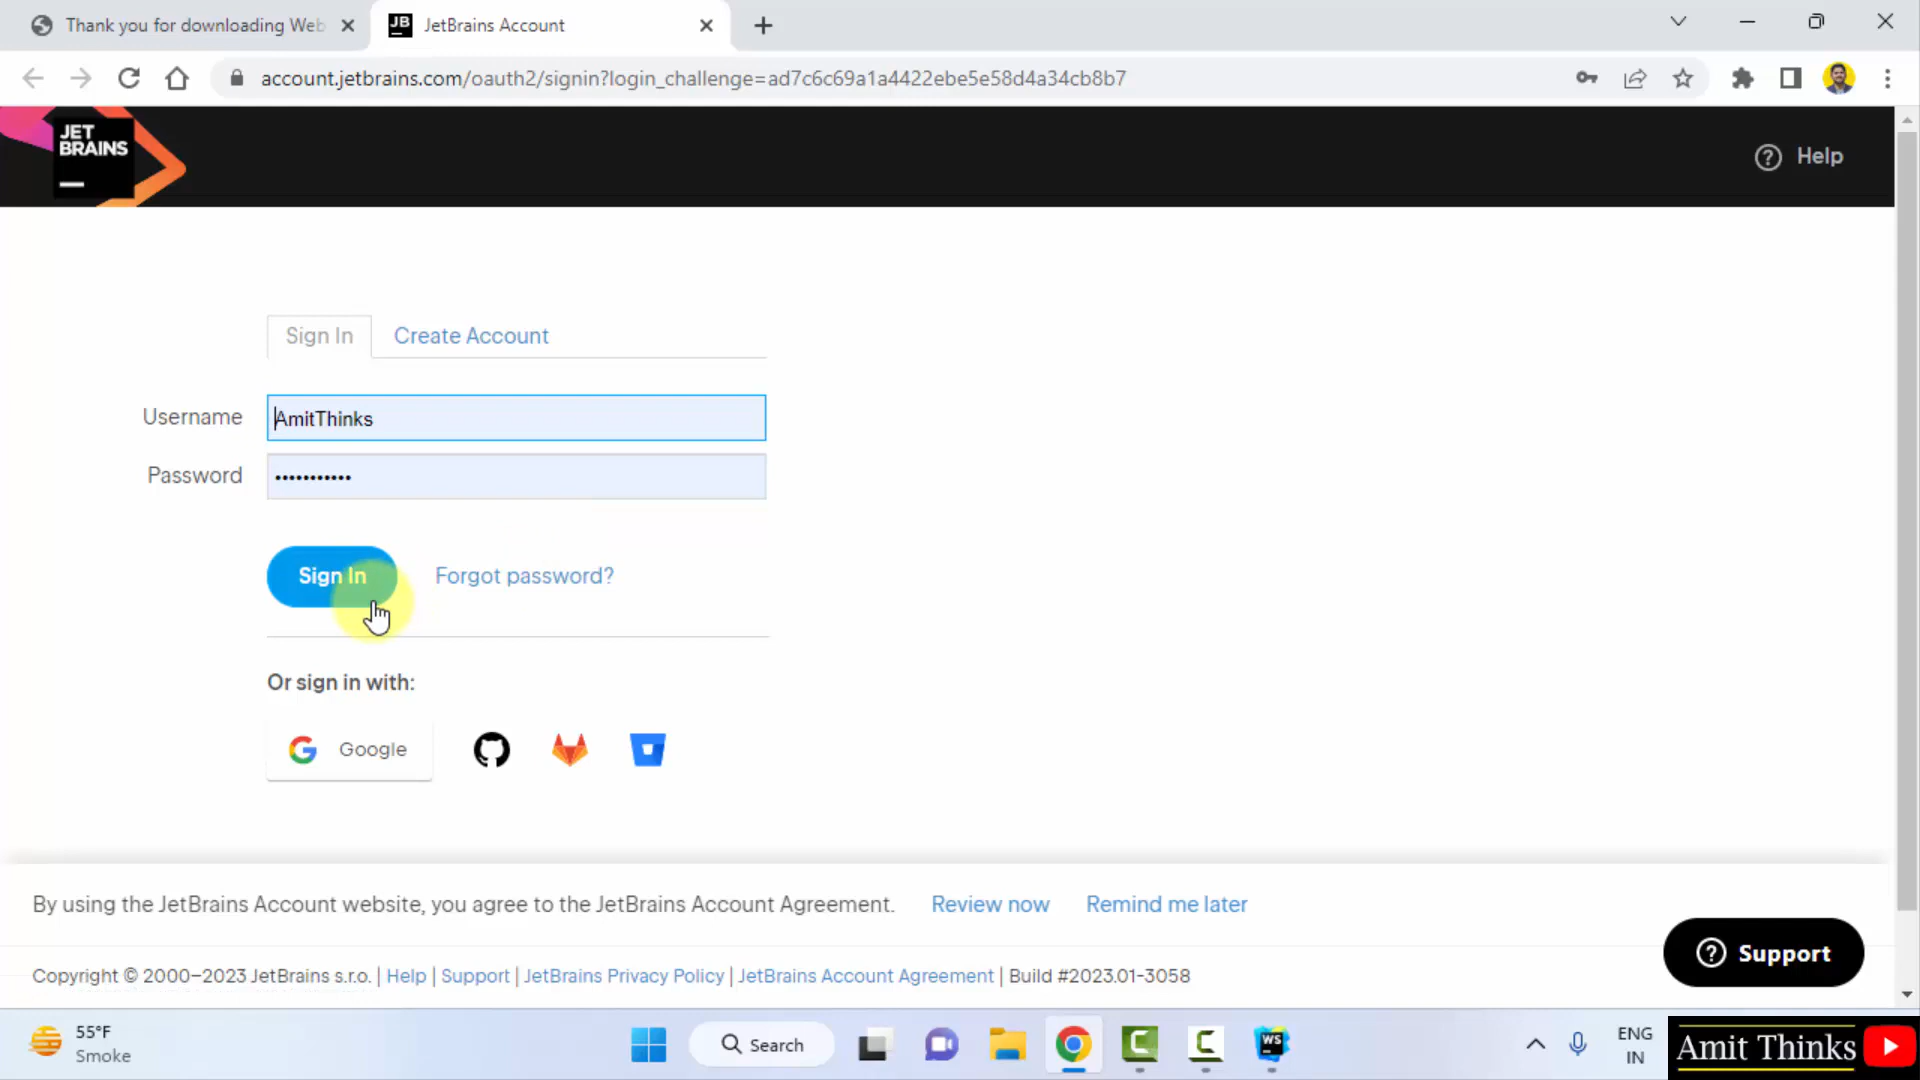 Thank you for downloading Web
JB JetBrains Account
account.jetbrains.com/oauth2/signin?login_challenge=ad7c6c69a1a4422ebe5e58d4a34cb8b7
JET
BRAINS
Help
Sign In Create Account
Username AmitThinks
Password •••••••••••
Sign In Forgot password?
Or sign in with:
Google
By using the JetBrains Account website, you agree to the JetBrains Account Agreement. Review now Remind me later
Support
Copyright © 2000–2023 JetBrains s.r.o. | Help | Support | JetBrains Privacy Policy | JetBrains Account Agreement | Build #2023.01-3058
55°F
Smoke
Search
WS
ENG
IN
Amit Thinks